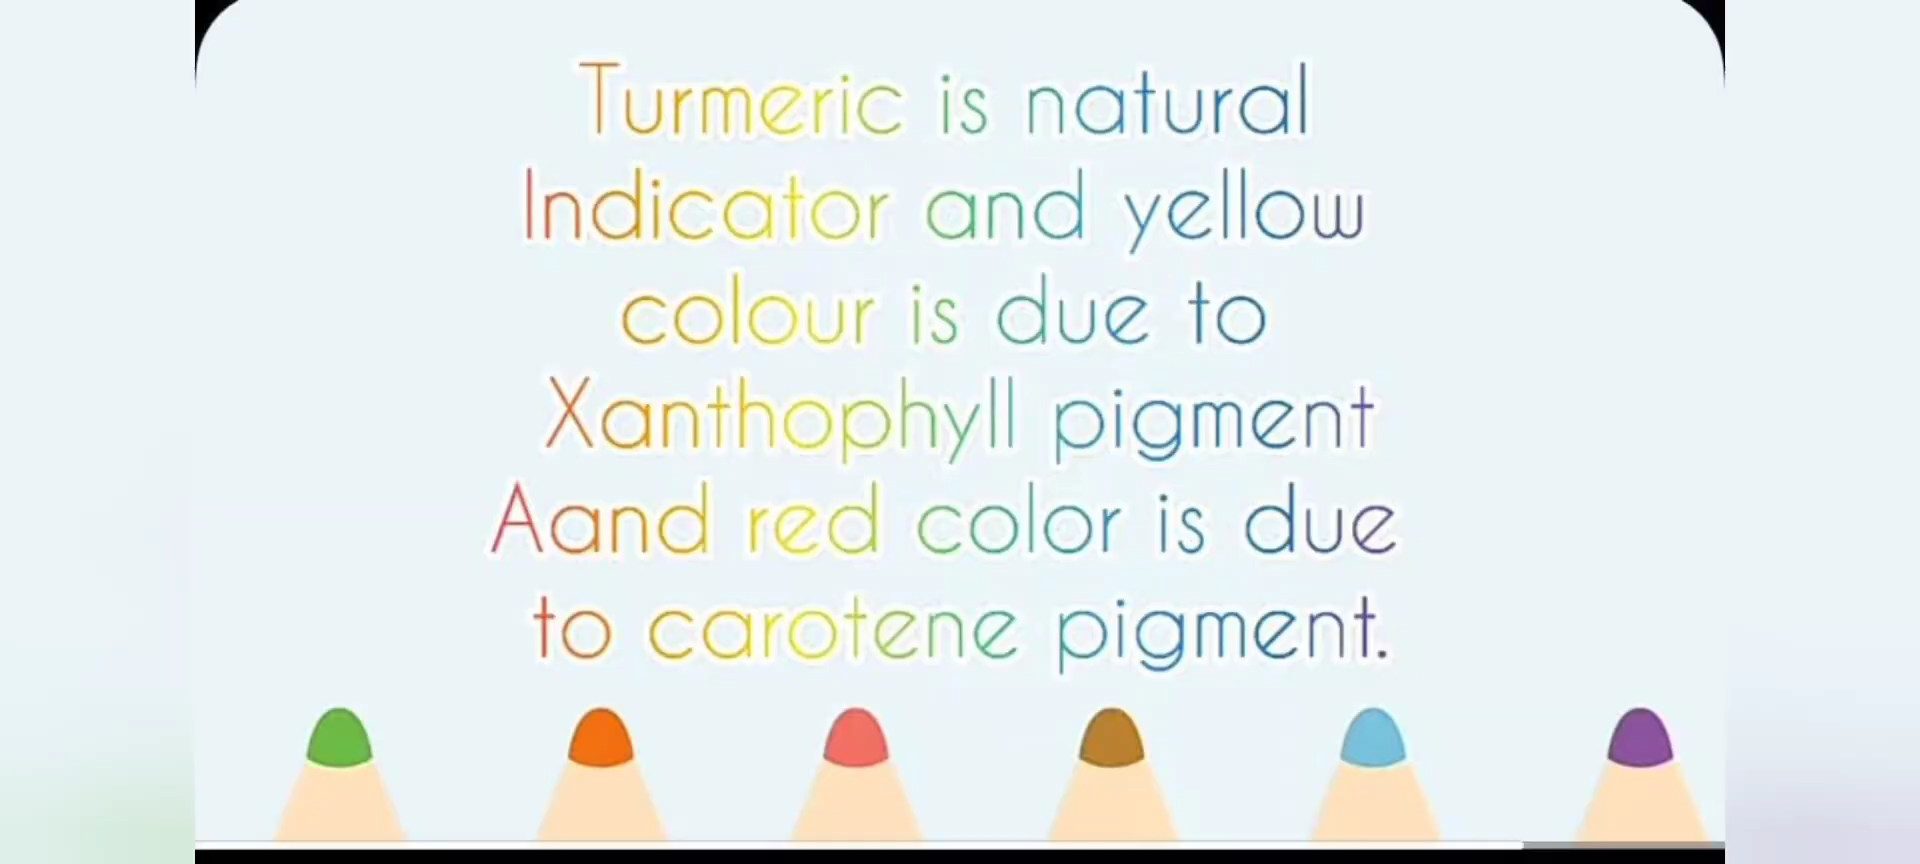 Turmeric is natural
Indicator and yellow
colour is due to
Xanthophyll pigment
Aand red color is due
to carotene pigment.